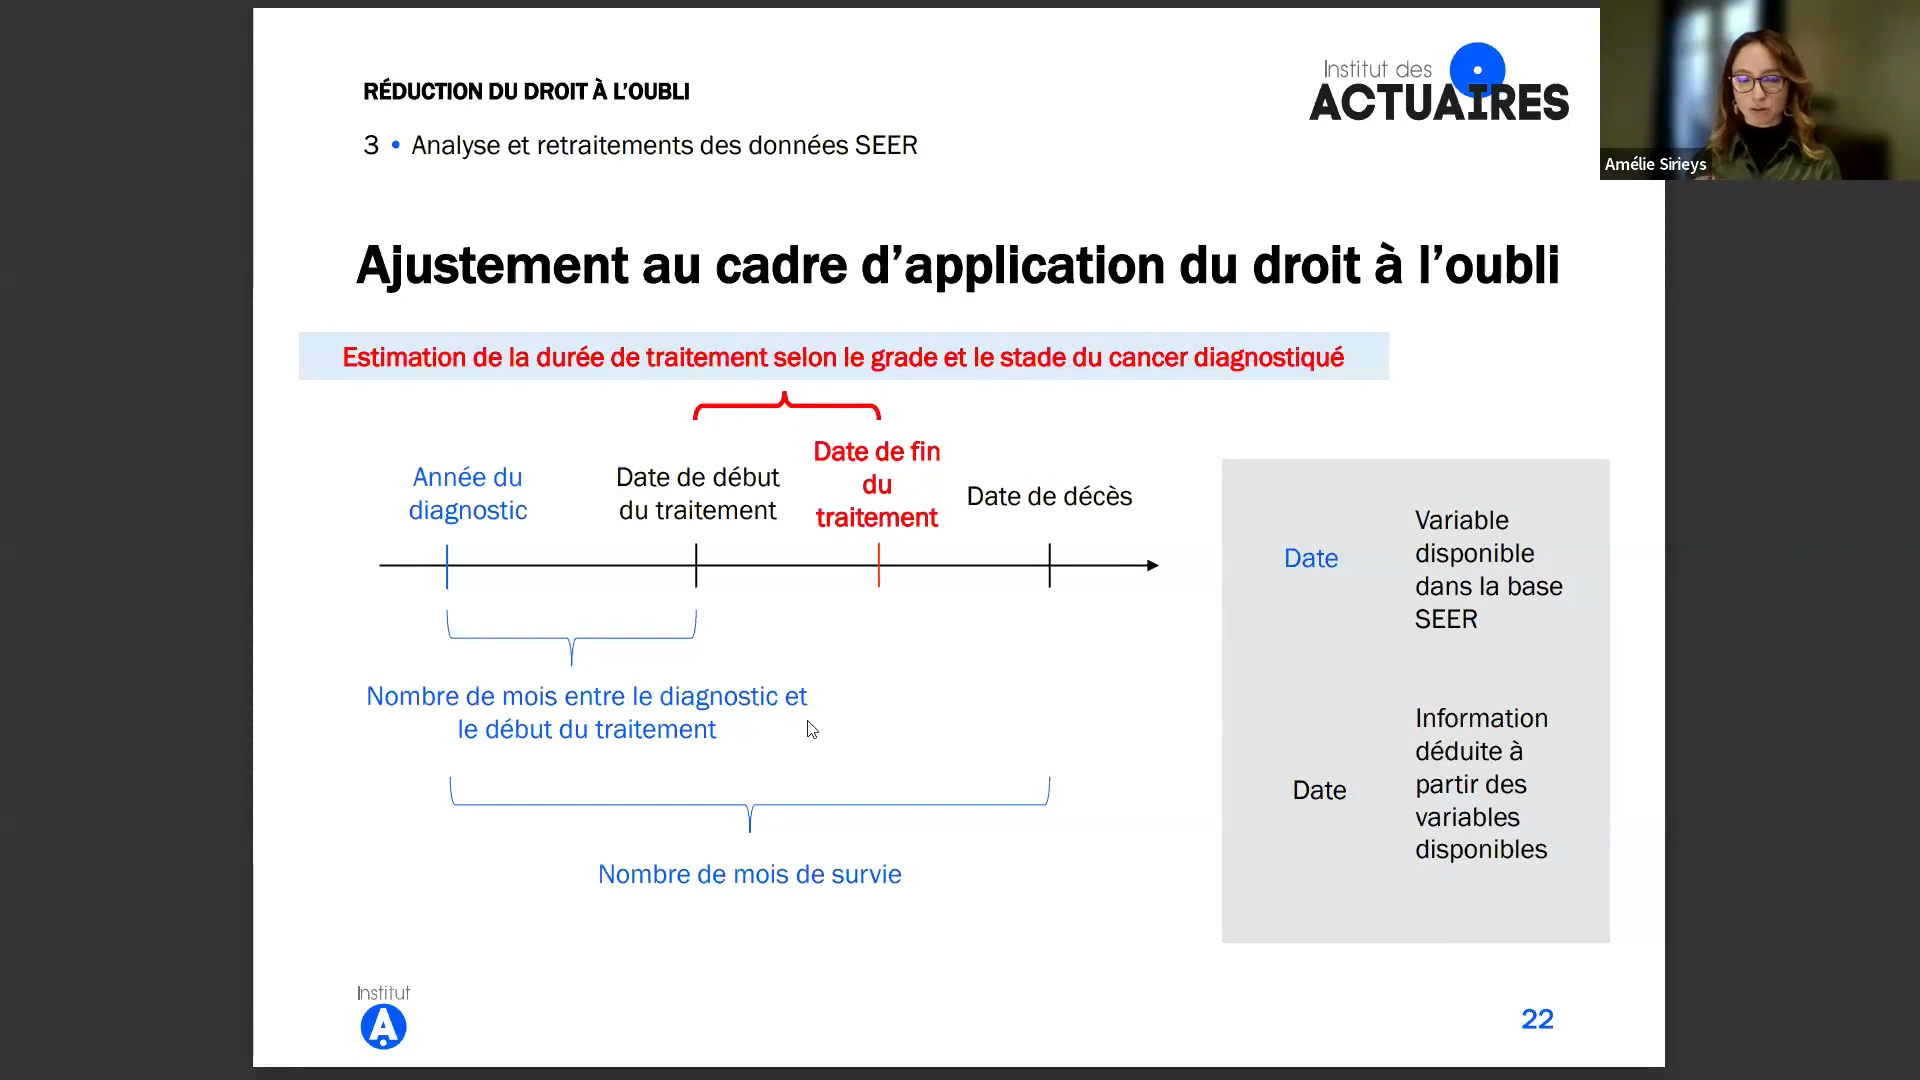 RÉDUCTION DU DROIT À L'OUBLI
3 • Analyse et retraitements des données SEER
Institut des
ACTUAIRES
Amélie Sirieys
Ajustement au cadre d'application du droit à l'oubli
Estimation de la durée de traitement selon le grade et le stade du cancer diagnostiqué
Année du
diagnostic
Date de début
du traitement
Date de fin
du
traitement
Date de décès
Nombre de mois entre le diagnostic et
le début du traitement
Nombre de mois de survie
Date
Variable
disponible
dans la base
SEER
Date
Information
déduite à
partir des
variables
disponibles
Institut
A
22